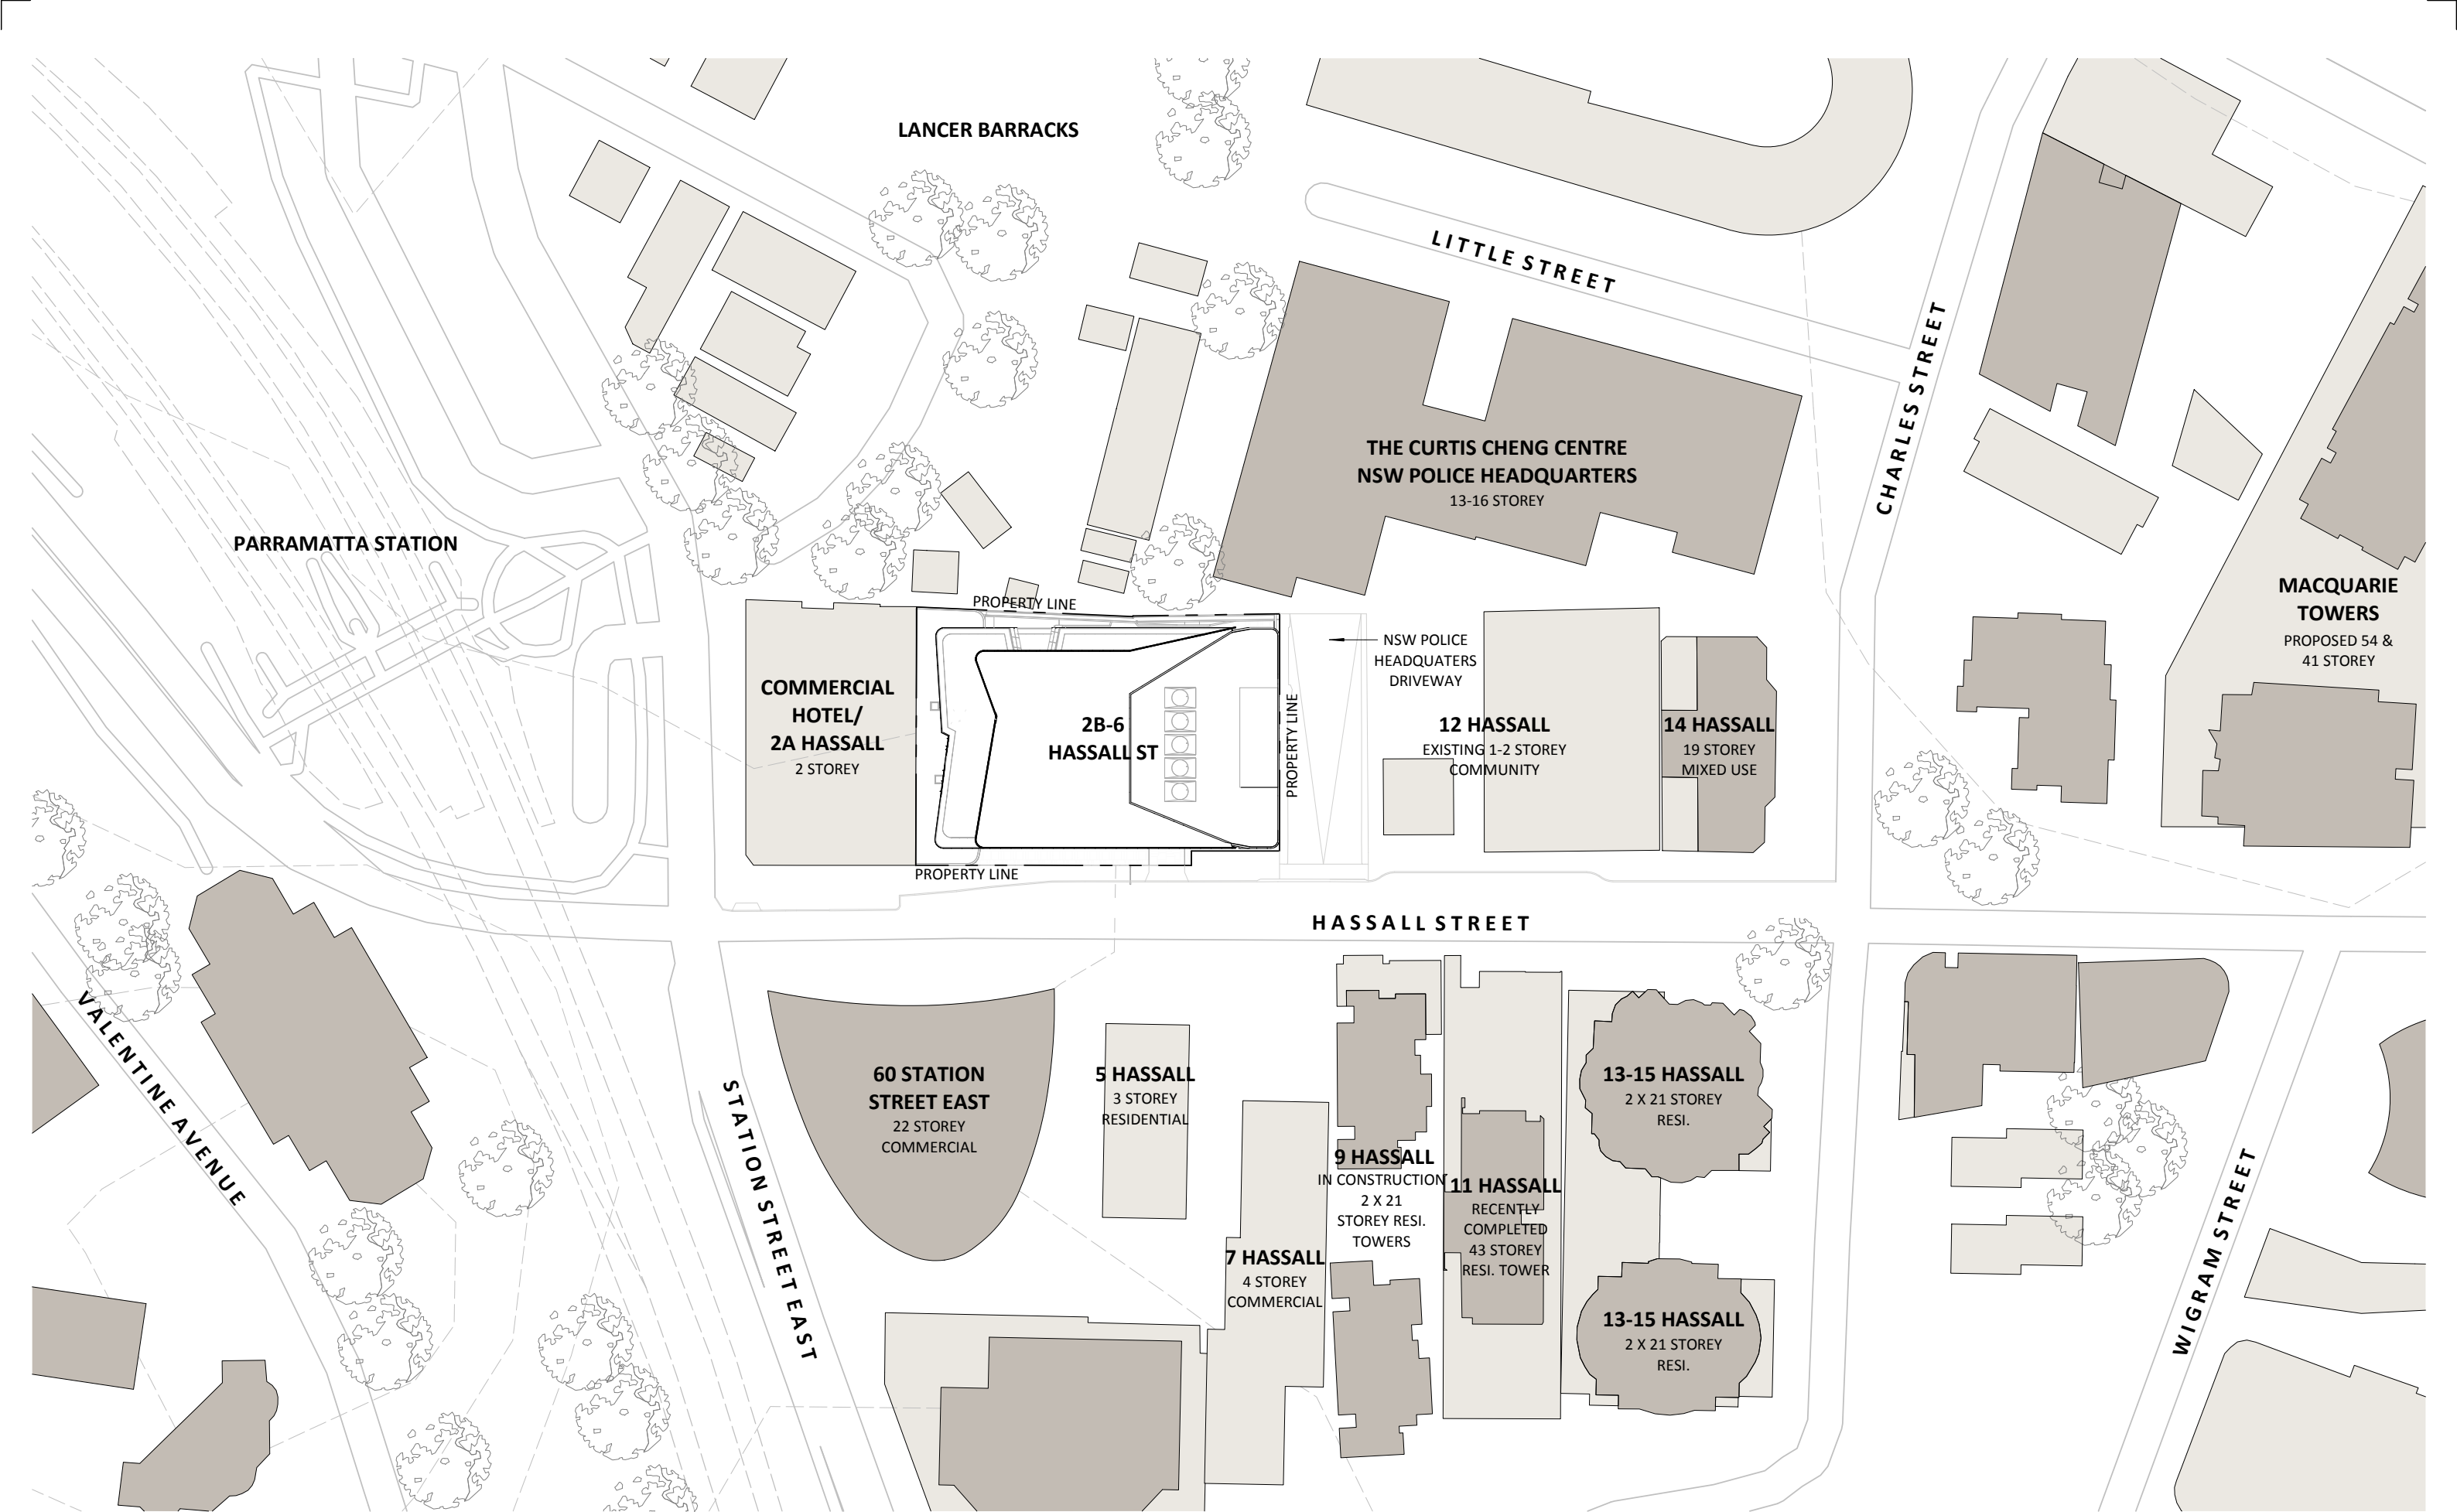 LANCER BARRACKS
LITTLE STREET
CHARLES STREET
THE CURTIS CHENG CENTRE
NSW POLICE HEADQUARTERS
13-16 STOREY
PARRAMATTA STATION
MACQUARIE
TOWERS
PROPOSED 54 &
41 STOREY
PROPERTY LINE
NSW POLICE
HEADQUATERS
DRIVEWAY
COMMERCIAL
HOTEL/
2A HASSALL
2 STOREY
2B-6
HASSALL ST
PROPERTY LINE
12 HASSALL
EXISTING 1-2 STOREY
COMMUNITY
14 HASSALL
19 STOREY
MIXED USE
PROPERTY LINE
HASSALL STREET
VALENTINE AVENUE
STATION STREET EAST
60 STATION
STREET EAST
22 STOREY
COMMERCIAL
5 HASSALL
3 STOREY
RESIDENTIAL
7 HASSALL
4 STOREY
COMMERCIAL
9 HASSALL
IN CONSTRUCTION
2 X 21
STOREY RESI.
TOWERS
11 HASSALL
RECENTLY
COMPLETED
43 STOREY
RESI. TOWER
13-15 HASSALL
2 X 21 STOREY
RESI.
13-15 HASSALL
2 X 21 STOREY
RESI.
WIGRAM STREET